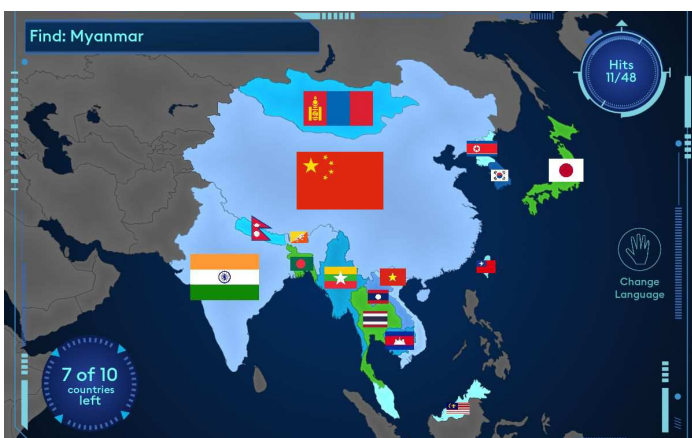 Find: Myanmar
Hits
11/48
Change
Language
7 of 10
countries
left